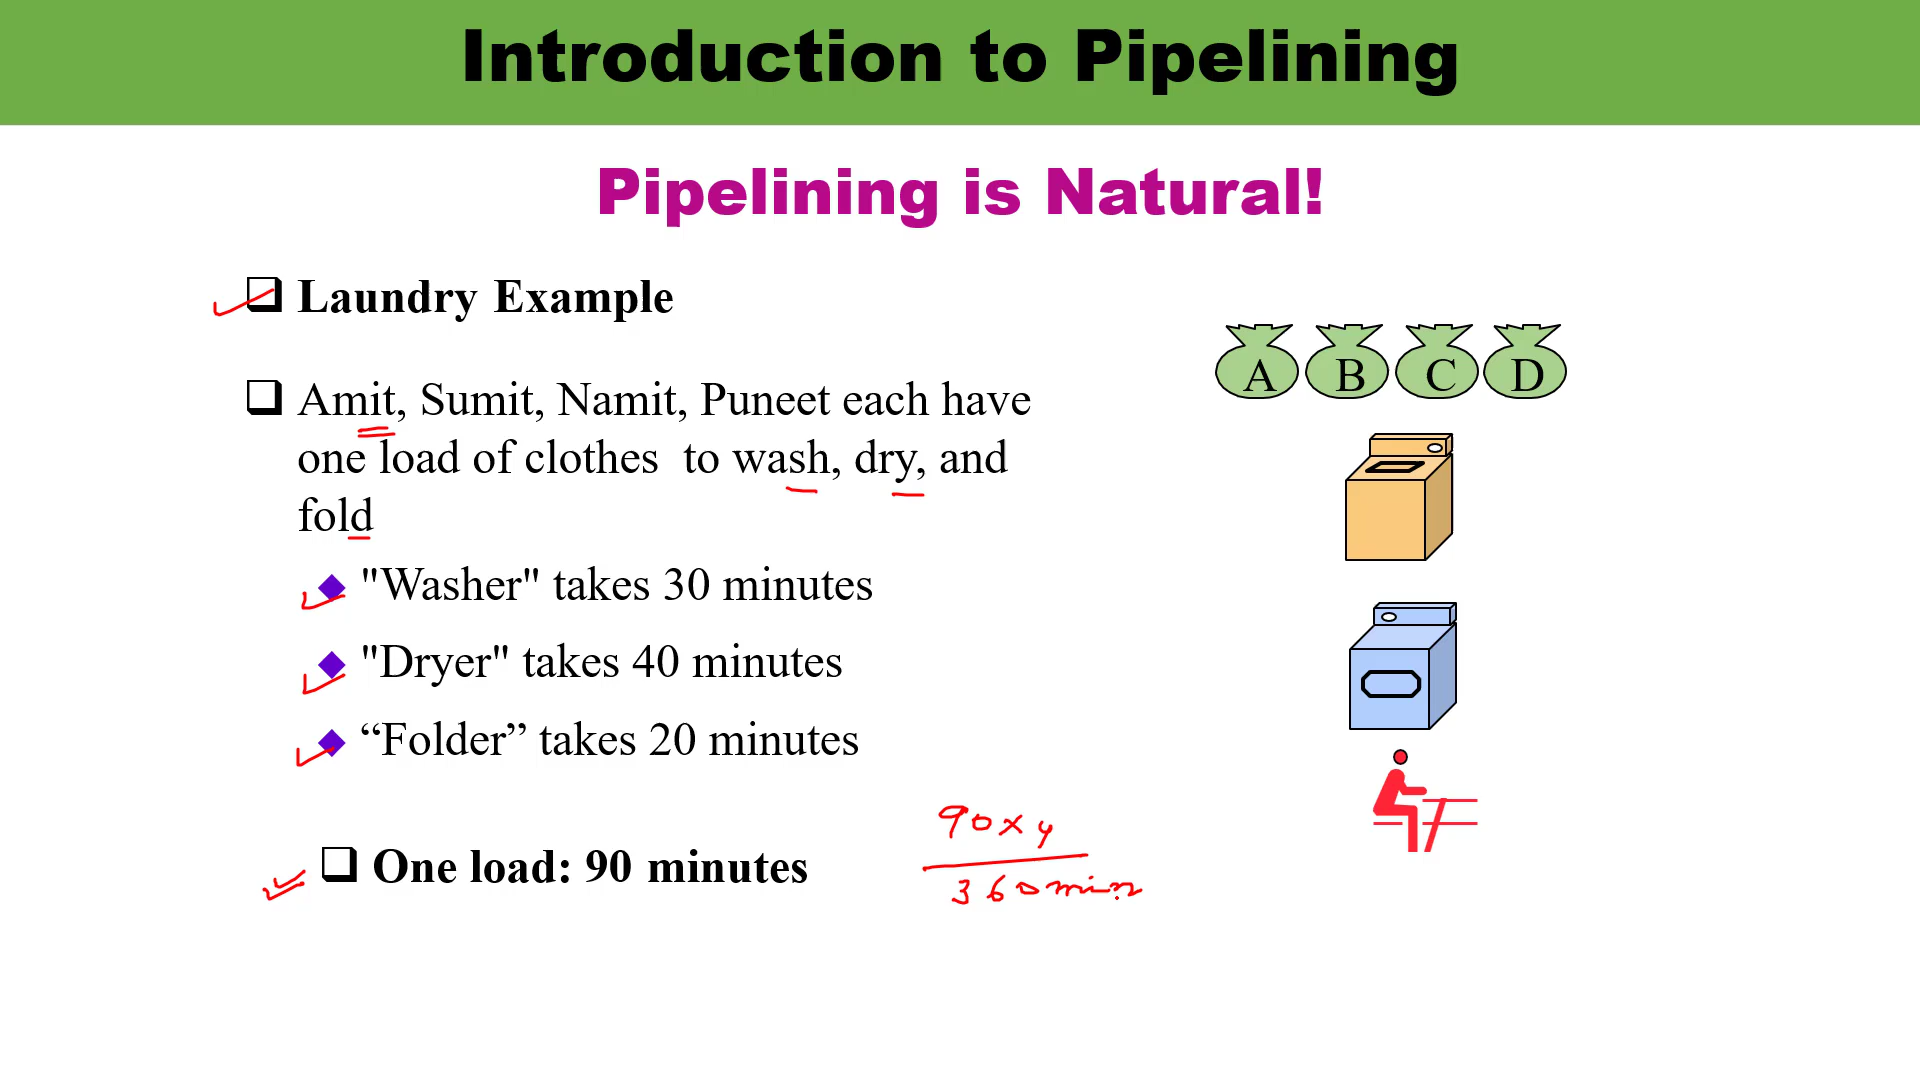 Introduction to Pipelining
Pipelining is Natural!
Laundry Example
Amit, Sumit, Namit, Puneet each have
one load of clothes to wash, dry, and
fold
"Washer" takes 30 minutes
"Dryer" takes 40 minutes
“Folder” takes 20 minutes
One load: 90 minutes
90 x 4
360 min
A B C D